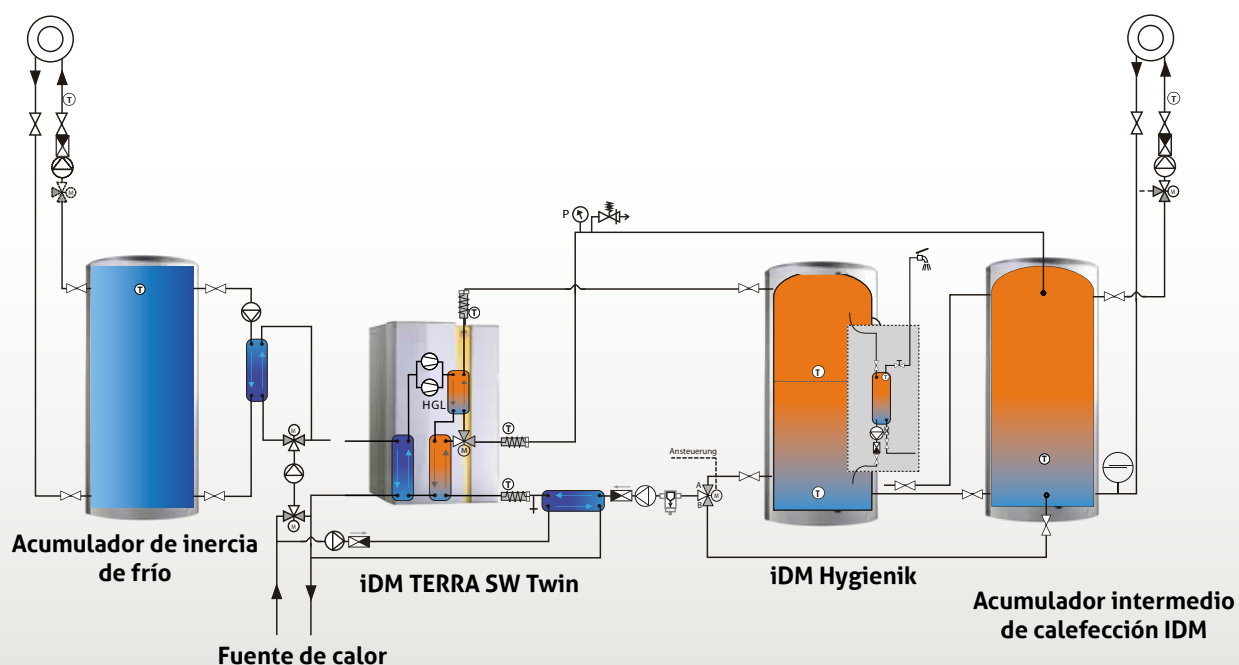 T
T
P
M
M
T
T
HGL
T
M
T
T
T
T
T
T
Ansteuerung
A
M
B
T
M
M
Acumulador de inercia
de frío
iDM TERRA SW Twin
iDM Hygienik
Acumulador intermedio
de calefección IDM
Fuente de calor